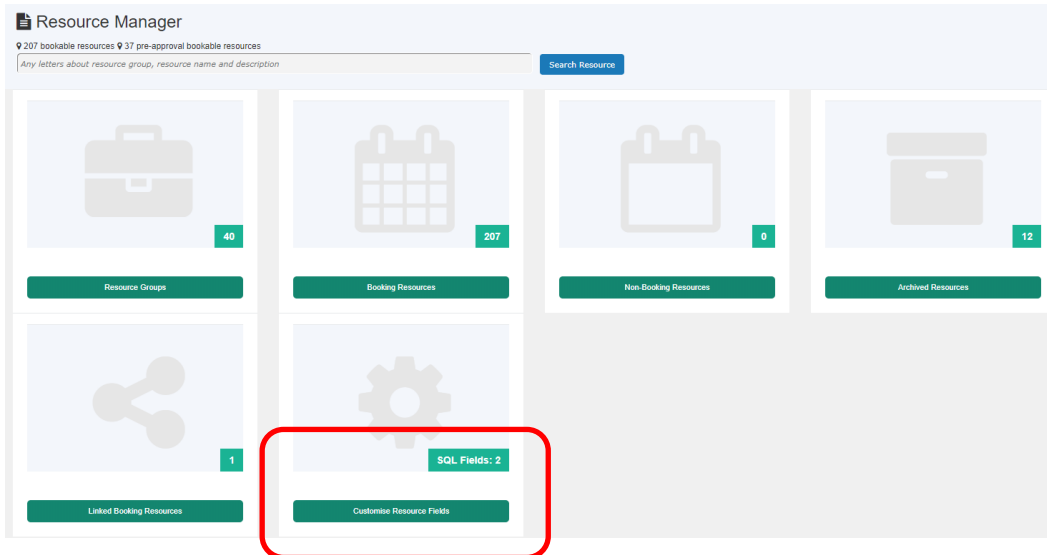 Resource Manager
207 bookable resources 37 pre-approval bookable resources
Any letters about resource group, resource name and description
Search Resource
40
207
0
12
Resource Groups
Booking Resources
Non-Booking Resources
Archived Resources
1
SQL Fields: 2
Linked Booking Resources
Customise Resource Fields